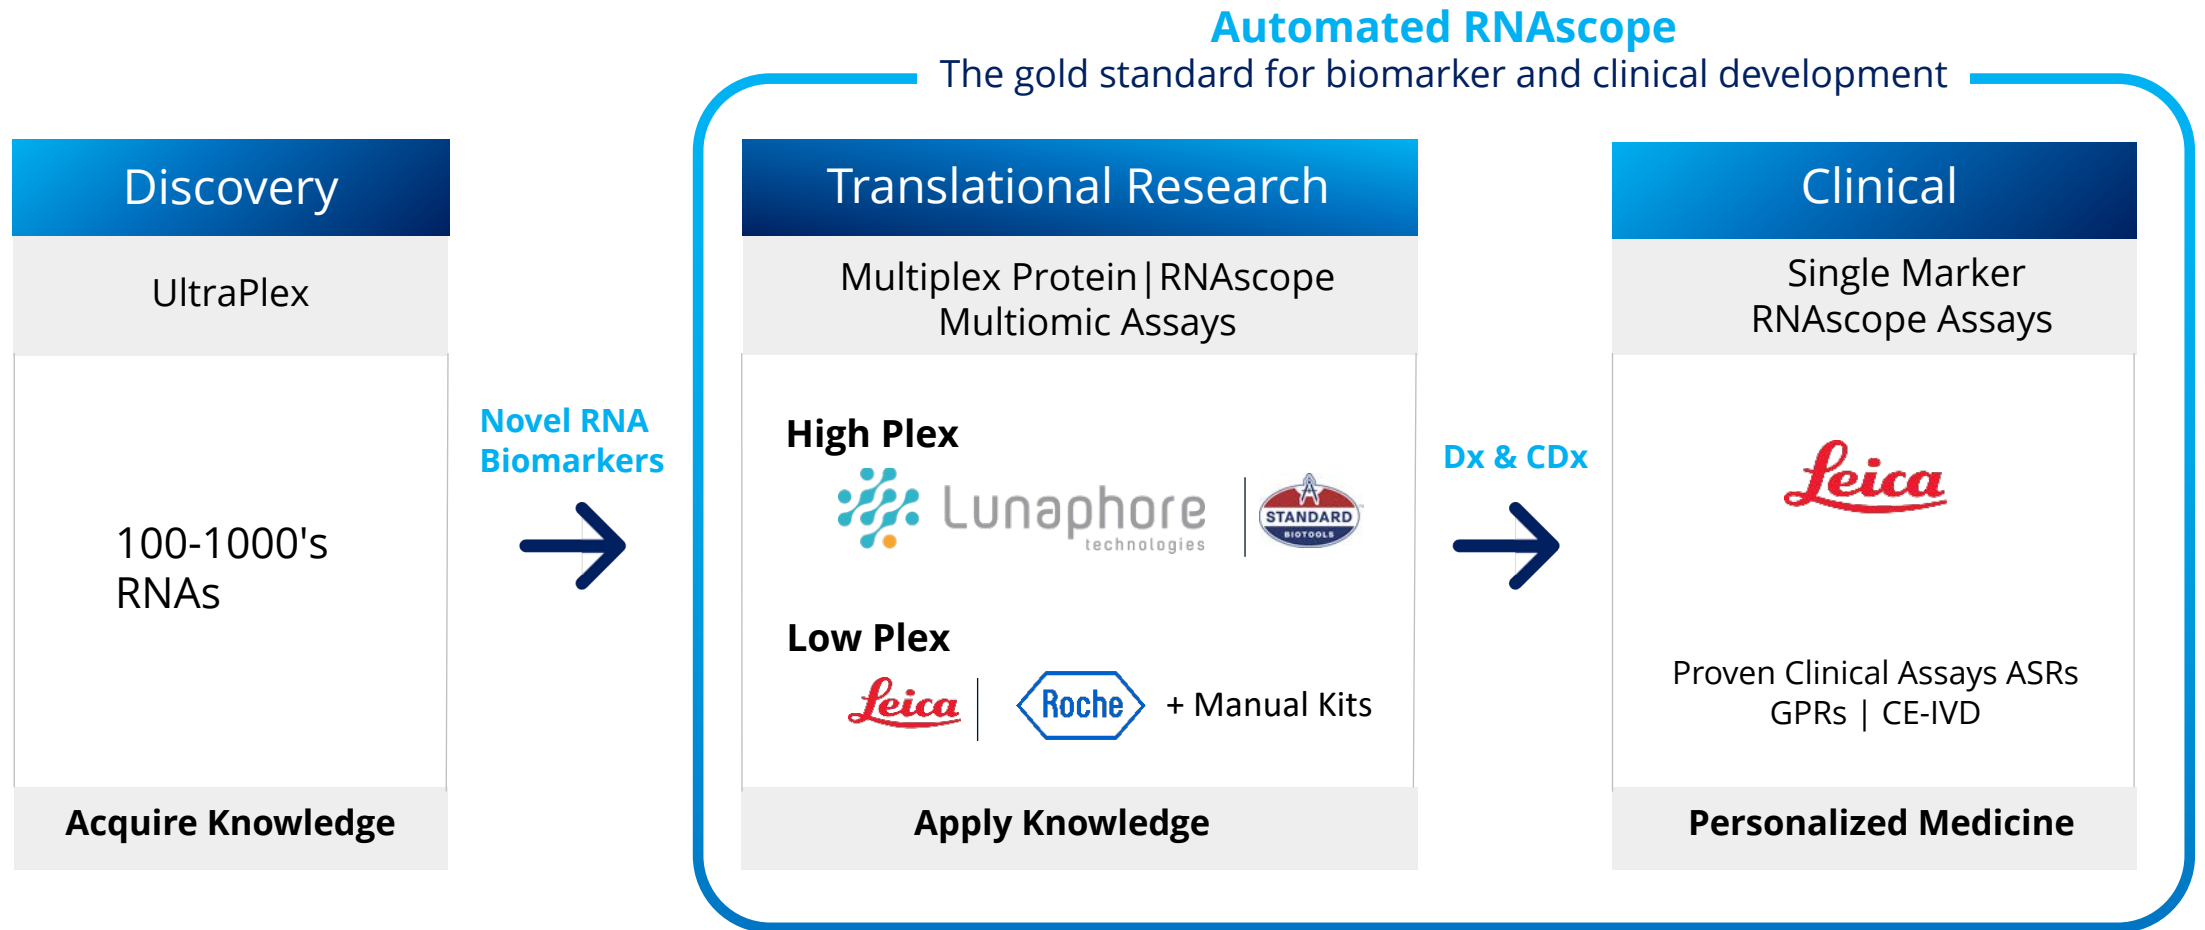 Automated RNAscope
The gold standard for biomarker and clinical development
Discovery
UltraPlex
100-1000's
RNAs
Acquire Knowledge
Novel RNA
Biomarkers
Translational Research
Multiplex Protein|RNAscope
Multiomic Assays
High Plex
Lunaphore
technologies
STANDARD
BIOTOOLS
Low Plex
Leica
Roche
+ Manual Kits
Apply Knowledge
Dx & CDx
Clinical
Single Marker
RNAscope Assays
Leica
Proven Clinical Assays ASRs
GPRs | CE-IVD
Personalized Medicine